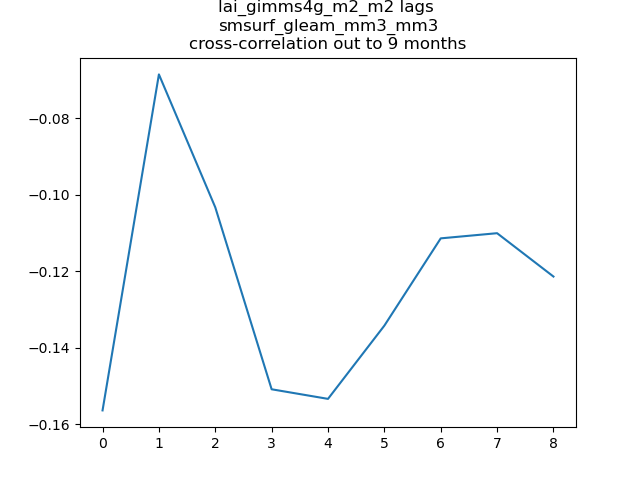 lai_gimms4g_m2_m2 lags
smsurf_gleam_mm3_mm3
cross-correlation out to 9 months
−0.08
−0.10
−0.12
−0.14
−0.16
0 1 2 3 4 5 6 7 8